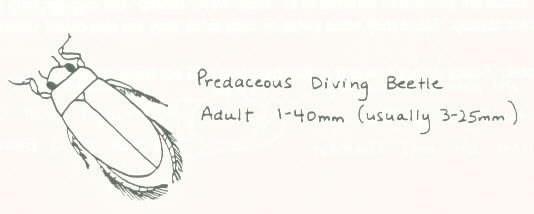 Predaceous Diving Beetle
Adult 1-40mm (usually 3-25mm)